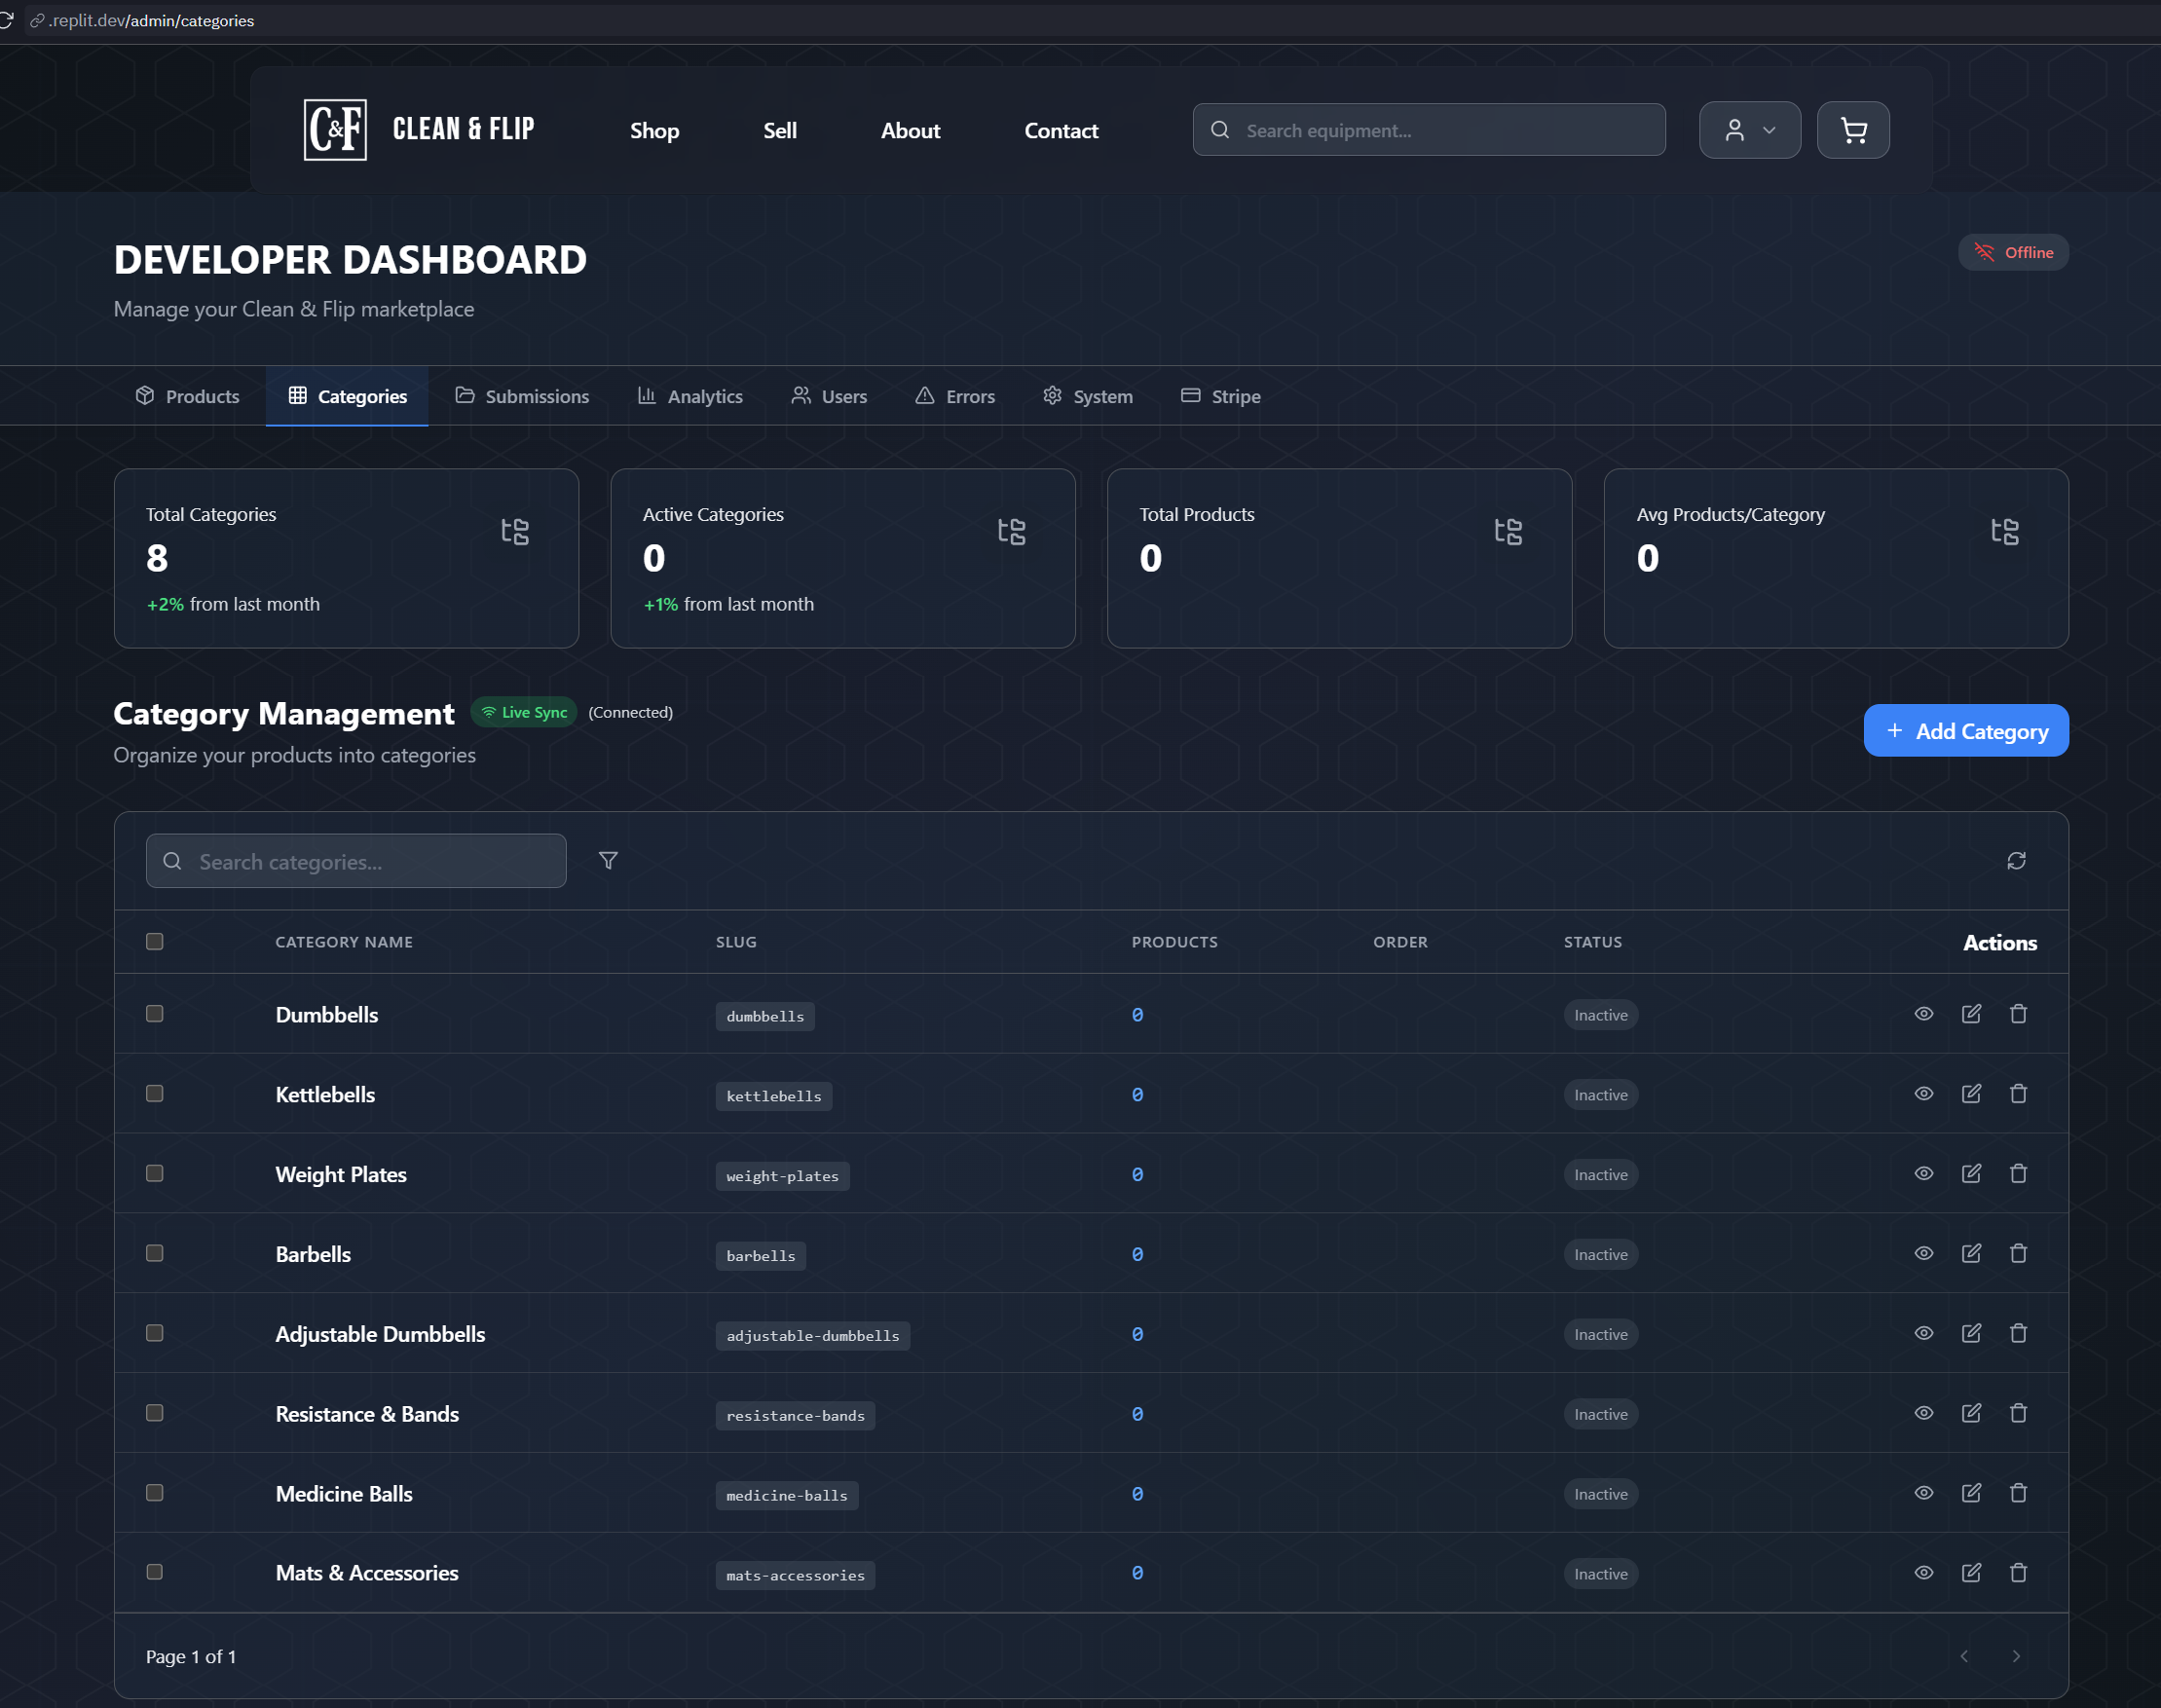 .replit.dev/admin/categories
C&F CLEAN & FLIP Shop Sell About Contact Search equipment...
DEVELOPER DASHBOARD
Offline
Manage your Clean & Flip marketplace
Products Categories Submissions Analytics Users Errors System Stripe
Total Categories
8
+2% from last month
Active Categories
0
+1% from last month
Total Products
0
Avg Products/Category
0
Category Management Live Sync (Connected)
Organize your products into categories
+ Add Category
Search categories...
CATEGORY NAME SLUG PRODUCTS ORDER STATUS Actions
Dumbbells dumbbells 0 Inactive
Kettlebells kettlebells 0 Inactive
Weight Plates weight-plates 0 Inactive
Barbells barbells 0 Inactive
Adjustable Dumbbells adjustable-dumbbells 0 Inactive
Resistance & Bands resistance-bands 0 Inactive
Medicine Balls medicine-balls 0 Inactive
Mats & Accessories mats-accessories 0 Inactive
Page 1 of 1